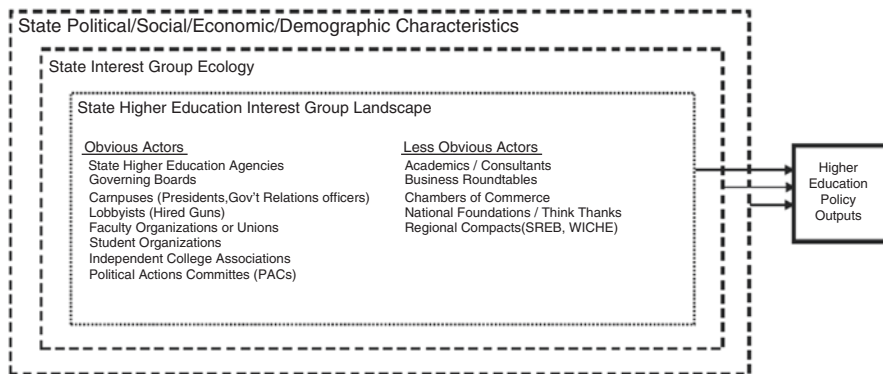 State Political/Social/Economic/Demographic Characteristics
State Interest Group Ecology
State Higher Education Interest Group Landscape
Obvious Actors
State Higher Education Agencies
Governing Boards
Campuses (Presidents,Gov't Relations officers)
Lobbyists (Hired Guns)
Faculty Organizations or Unions
Student Organizations
Independent College Associations
Political Actions Committes (PACs)
Less Obvious Actors
Academics / Consultants
Business Roundtables
Chambers of Commerce
National Foundations / Think Thanks
Regional Compacts(SREB, WICHE)
Higher
Education
Policy
Outputs